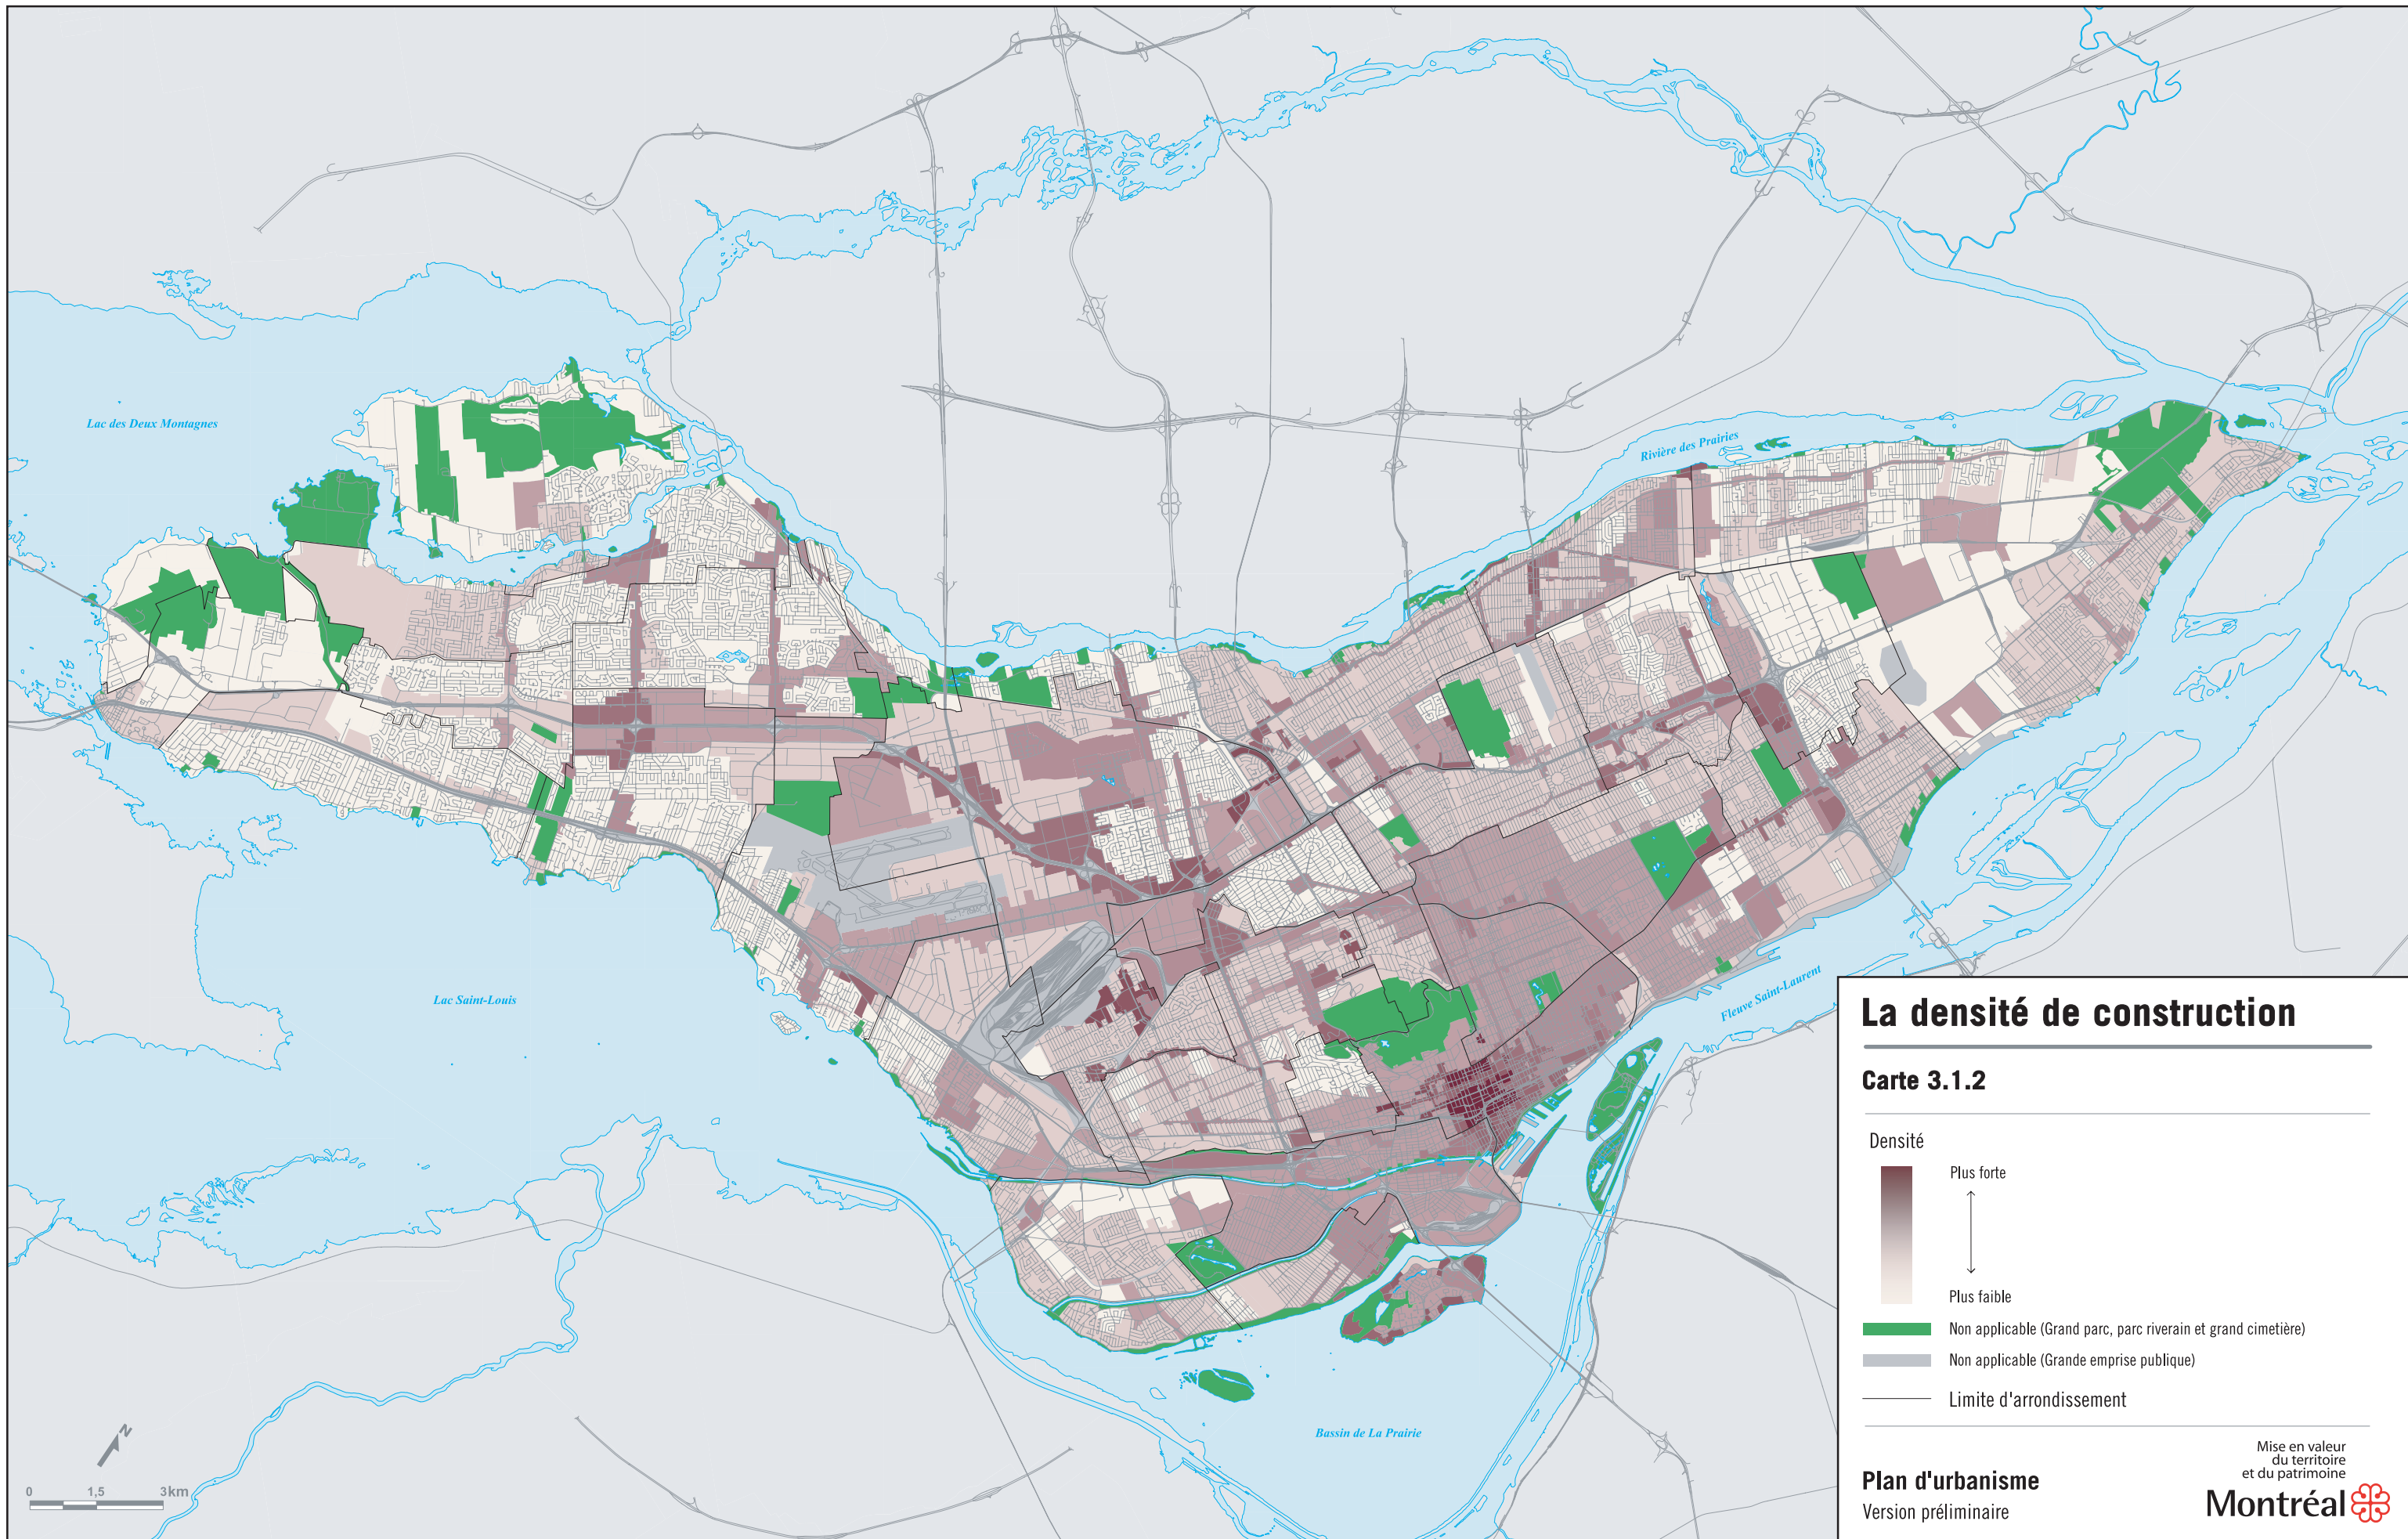 Lac des Deux Montagnes
Rivière des Prairies
Lac Saint-Louis
Fleuve Saint-Laurent
Bassin de La Prairie
N
0 1,5 3km
La densité de construction
Carte 3.1.2
Densité
Plus forte
Plus faible
Non applicable (Grand parc, parc riverain et grand cimetière)
Non applicable (Grande emprise publique)
Limite d'arrondissement
Plan d'urbanisme
Version préliminaire
Mise en valeur
du territoire
et du patrimoine
Montréal